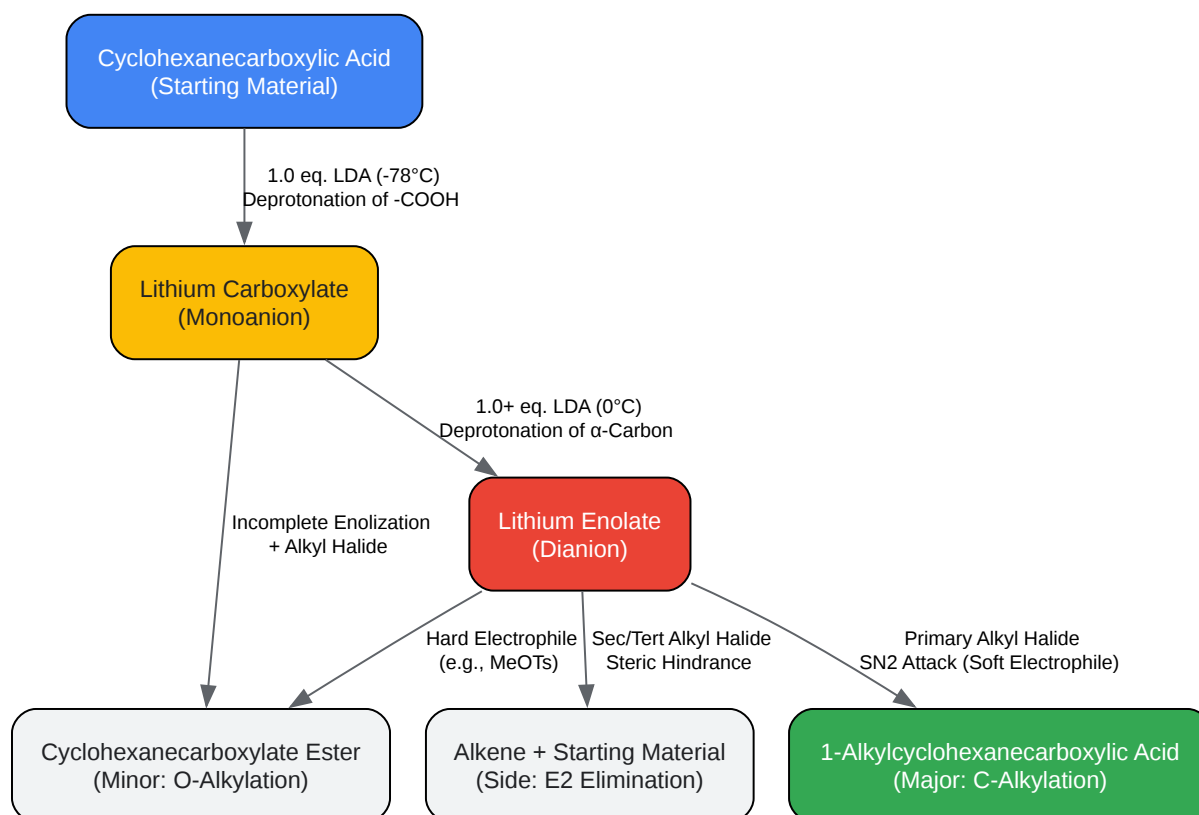 Cyclohexanecarboxylic Acid
(Starting Material)
1.0 eq. LDA (-78°C)
Deprotonation of -COOH
Lithium Carboxylate
(Monoanion)
1.0+ eq. LDA (0°C)
Deprotonation of α-Carbon
Incomplete Enolization
+ Alkyl Halide
Lithium Enolate
(Dianion)
Hard Electrophile
(e.g., MeOTs)
Sec/Tert Alkyl Halide
Steric Hindrance
Primary Alkyl Halide
SN2 Attack (Soft Electrophile)
Cyclohexanecarboxylate Ester
(Minor: O-Alkylation)
Alkene + Starting Material
(Side: E2 Elimination)
1-Alkylcyclohexanecarboxylic Acid
(Major: C-Alkylation)